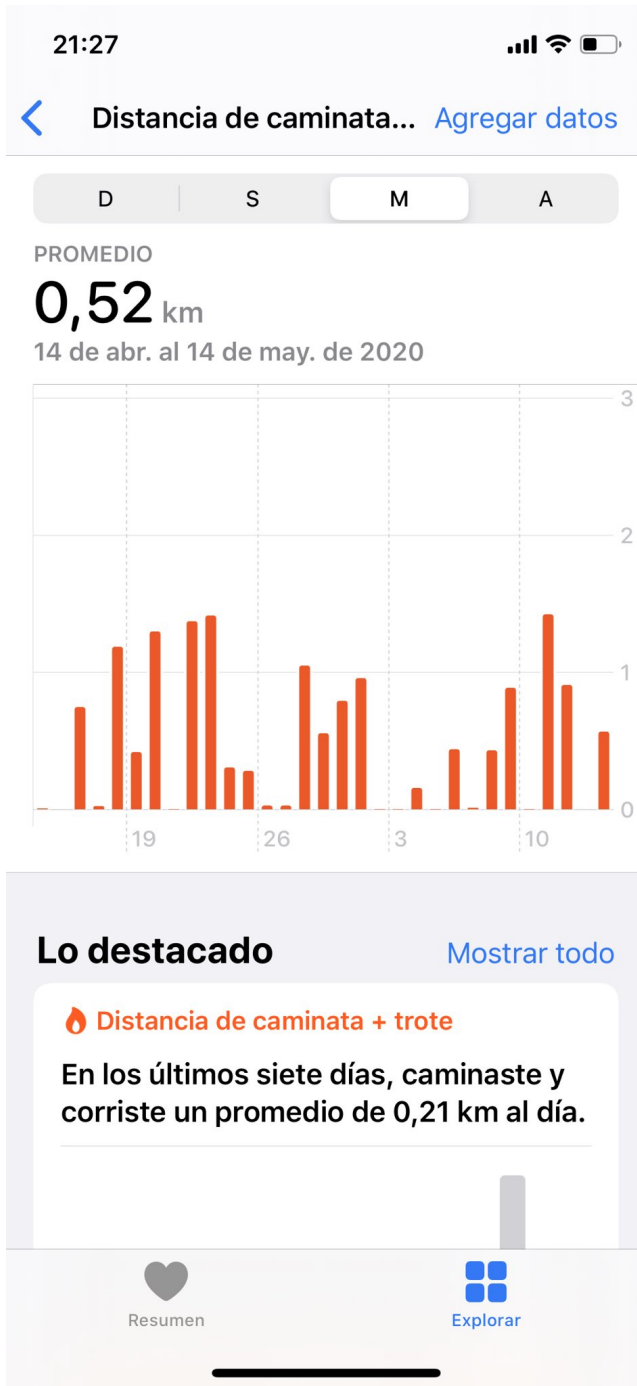 21:27
Distancia de caminata... Agregar datos
D S M A
PROMEDIO
0,52 km
14 de abr. al 14 de may. de 2020
3
2
1
0
19 26 3 10
Lo destacado Mostrar todo
Distancia de caminata + trote
En los últimos siete días, caminaste y
corriste un promedio de 0,21 km al día.
Resumen Explorar